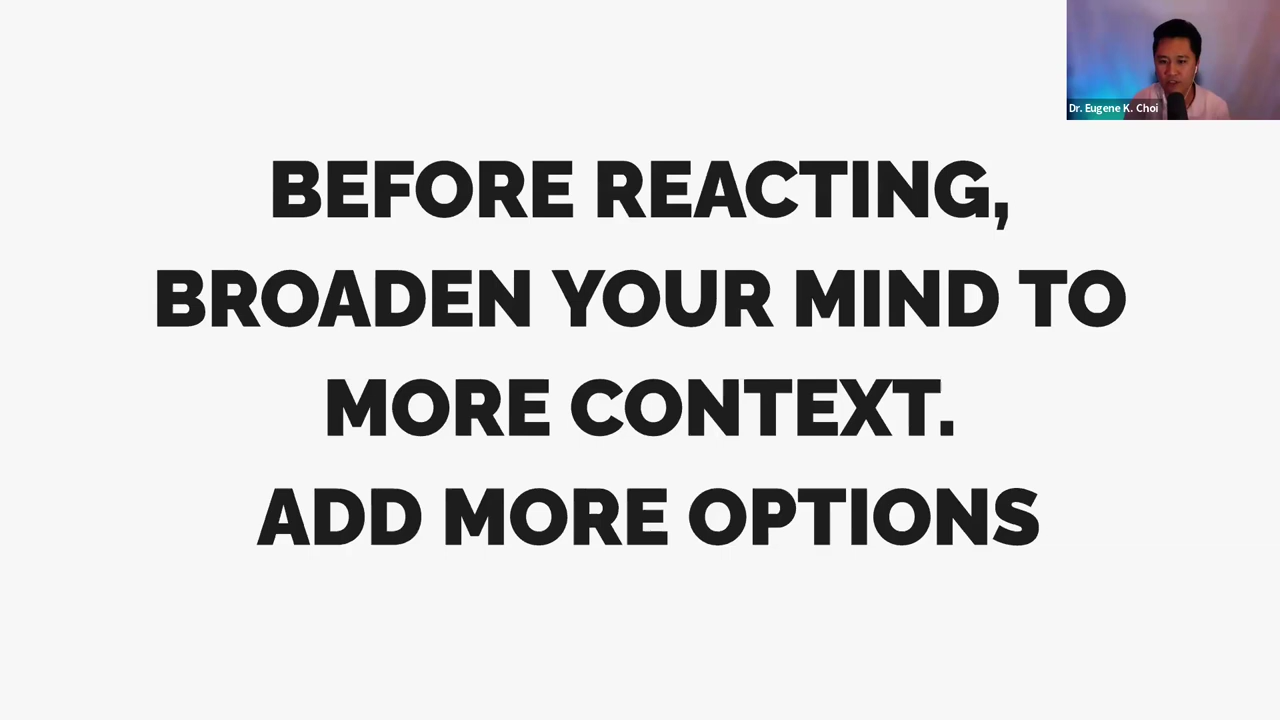 Dr. Eugene K. Choi
BEFORE REACTING,
BROADEN YOUR MIND TO
MORE CONTEXT.
ADD MORE OPTIONS